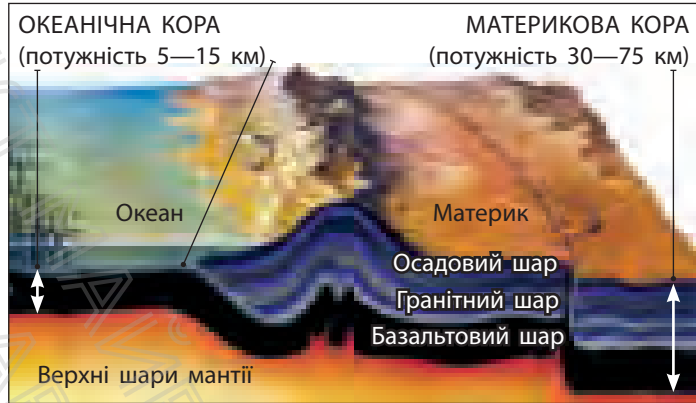 ОКЕАНІЧНА КОРА
(потужність 5—15 км)
МАТЕРИКОВА КОРА
(потужність 30—75 км)
Океан
Материк
Осадовий шар
Гранітний шар
Базальтовий шар
Верхні шари мантії